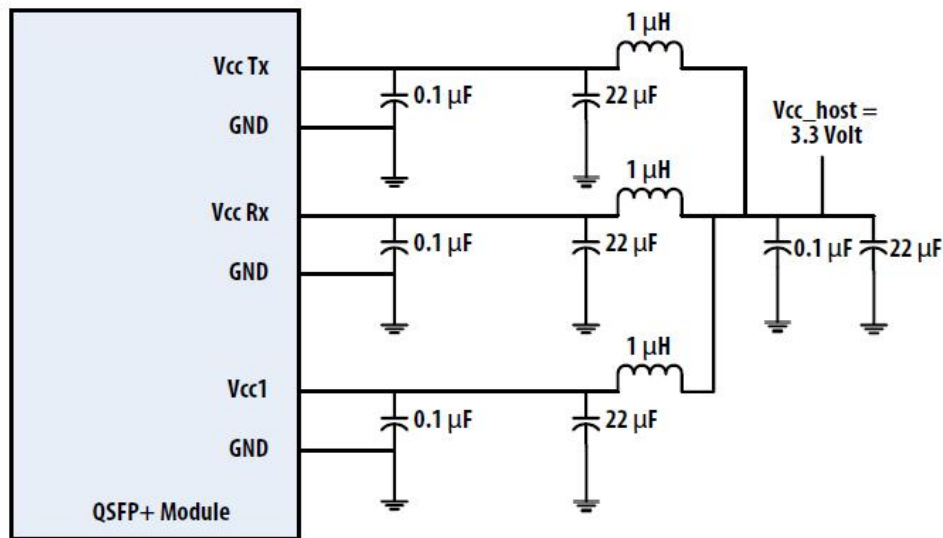 1 μH
Vcc Tx
0.1 μF
22 μF
Vcc_host =
3.3 Volt
GND
1 μH
Vcc Rx
0.1 μF
22 μF
0.1 μF
22 μF
GND
1 μH
Vcc1
0.1 μF
22 μF
GND
QSFP+ Module